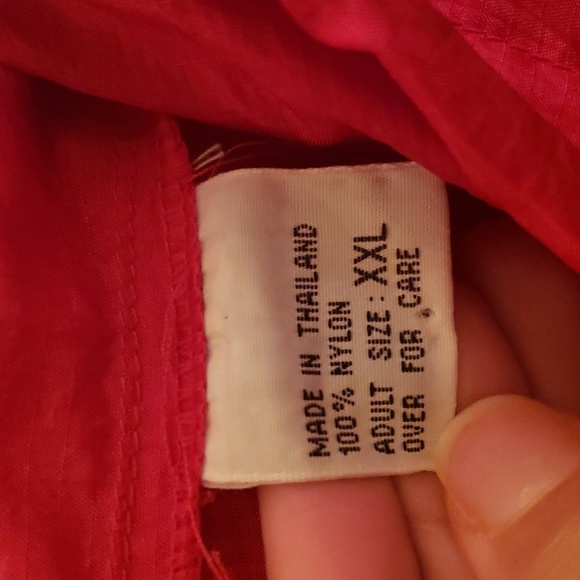 MADE IN THAILAND
100% NYLON
ADULT SIZE: XXL
OVER FOR CARE